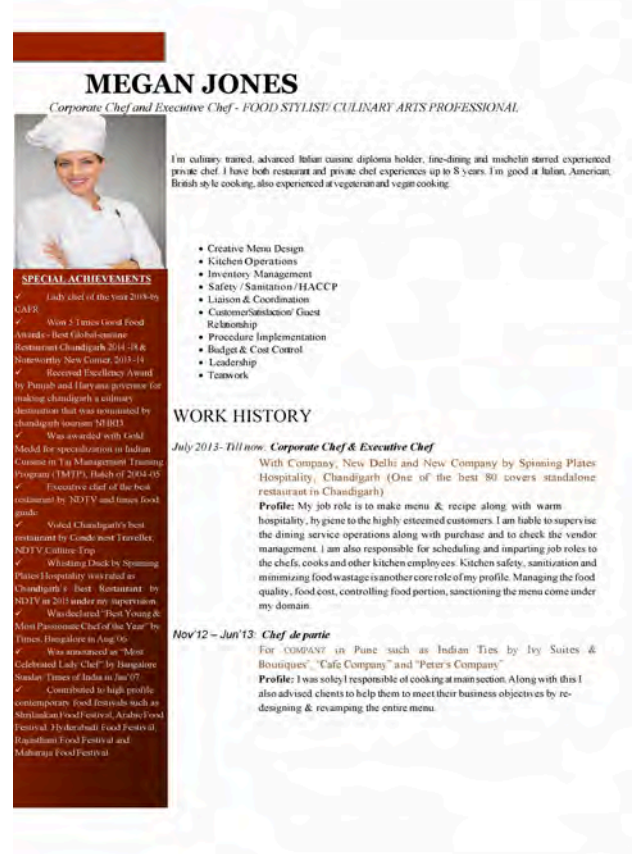 MEGAN JONES
Corporate Chef and Executive Chef - FOOD STYLIST/ CULINARY ARTS PROFESSIONAL
I'm culinary trained, advanced Italian cuisine diploma holder, fine-dining and michelin starred experienced
private chef. I have both restaurant and private chef experiences up to 8 years. I'm good at Italian, American,
British style cooking, also experienced at vegeterian and vegan cooking.
• Creative Menu Design
• Kitchen Operations
• Inventory Management
• Safety / Sanitation / HACCP
• Liaison & Coordination
• CustomerSatisfaction/ Guest
Relationship
• Procedure Implementation
• Budget & Cost Control
• Leadership
• Teamwork
SPECIAL ACHIEVEMENTS
✓ Lady chef of the year 2018-by
CAFR
✓ Won 5 Times Good Food
Awards - Best Global-cuisine
Restaurant Chandigarh 2014 -18 &
Noteworthy New Comer, 2013-14
✓ Received Excellency Award
by Punjab and Haryana governor for
making chandigarh a culinary
destination that was nominated by
chandigarh tourism NHRD
✓ Was awarded with Gold
Medal for specialization in Indian
Cuisine in Taj Management Training
Program (TMTP), Batch of 2004-05
✓ Executive chef of the best
restaurant by NDTV and times food
guide
✓ Voted Chandigarh's best
restaurant by Conde nest Traveller,
NDTV, Culture Trip
✓ Whistling Duck by Spinning
Plates Hospitality was rated as
Chandigarh's Best Restaurant by
NDTV in 2015 under my supervision
✓ Was declared "Best Young &
Most Passionate Chef of the Year" by
Times, Bangalore in Aug'06
✓ Was announced as "Most
Celebrated Lady Chef" by Bangalore
Sunday Times of India in Jan'07
✓ Contributed to high profile
contemporary food festivals such as
Shrilankan Food Festival, Arabic Food
Festival, Hyderabadi Food Festival,
Rajasthani Food Festival and
Maharaja Food Festival
WORK HISTORY
July 2013- Till now: Corporate Chef & Executive Chef
With Company, New Delhi and New Company by Spinning Plates
Hospitality, Chandigarh (One of the best 80 covers standalone
restaurant in Chandigarh)
Profile: My job role is to make menu & recipe along with warm
hospitality, hygiene to the highly esteemed customers. I am liable to supervise
the dining service operations along with purchase and to check the vendor
management. I am also responsible for scheduling and imparting job roles to
the chefs, cooks and other kitchen employees. Kitchen safety, sanitization and
minimizing food wastage is another core role of my profile. Managing the food
quality, food cost, controlling food portion, sanctioning the menu come under
my domain.
Nov'12 – Jun'13: Chef de partie
For COMPANY in Pune such as Indian Ties by Ivy Suites &
Boutiques", "Cafe Company" and "Peter's Company"
Profile: I was soleyl responsible of cooking at main section. Along with this I
also advised clients to help them to meet their business objectives by re-
designing & revamping the entire menu.